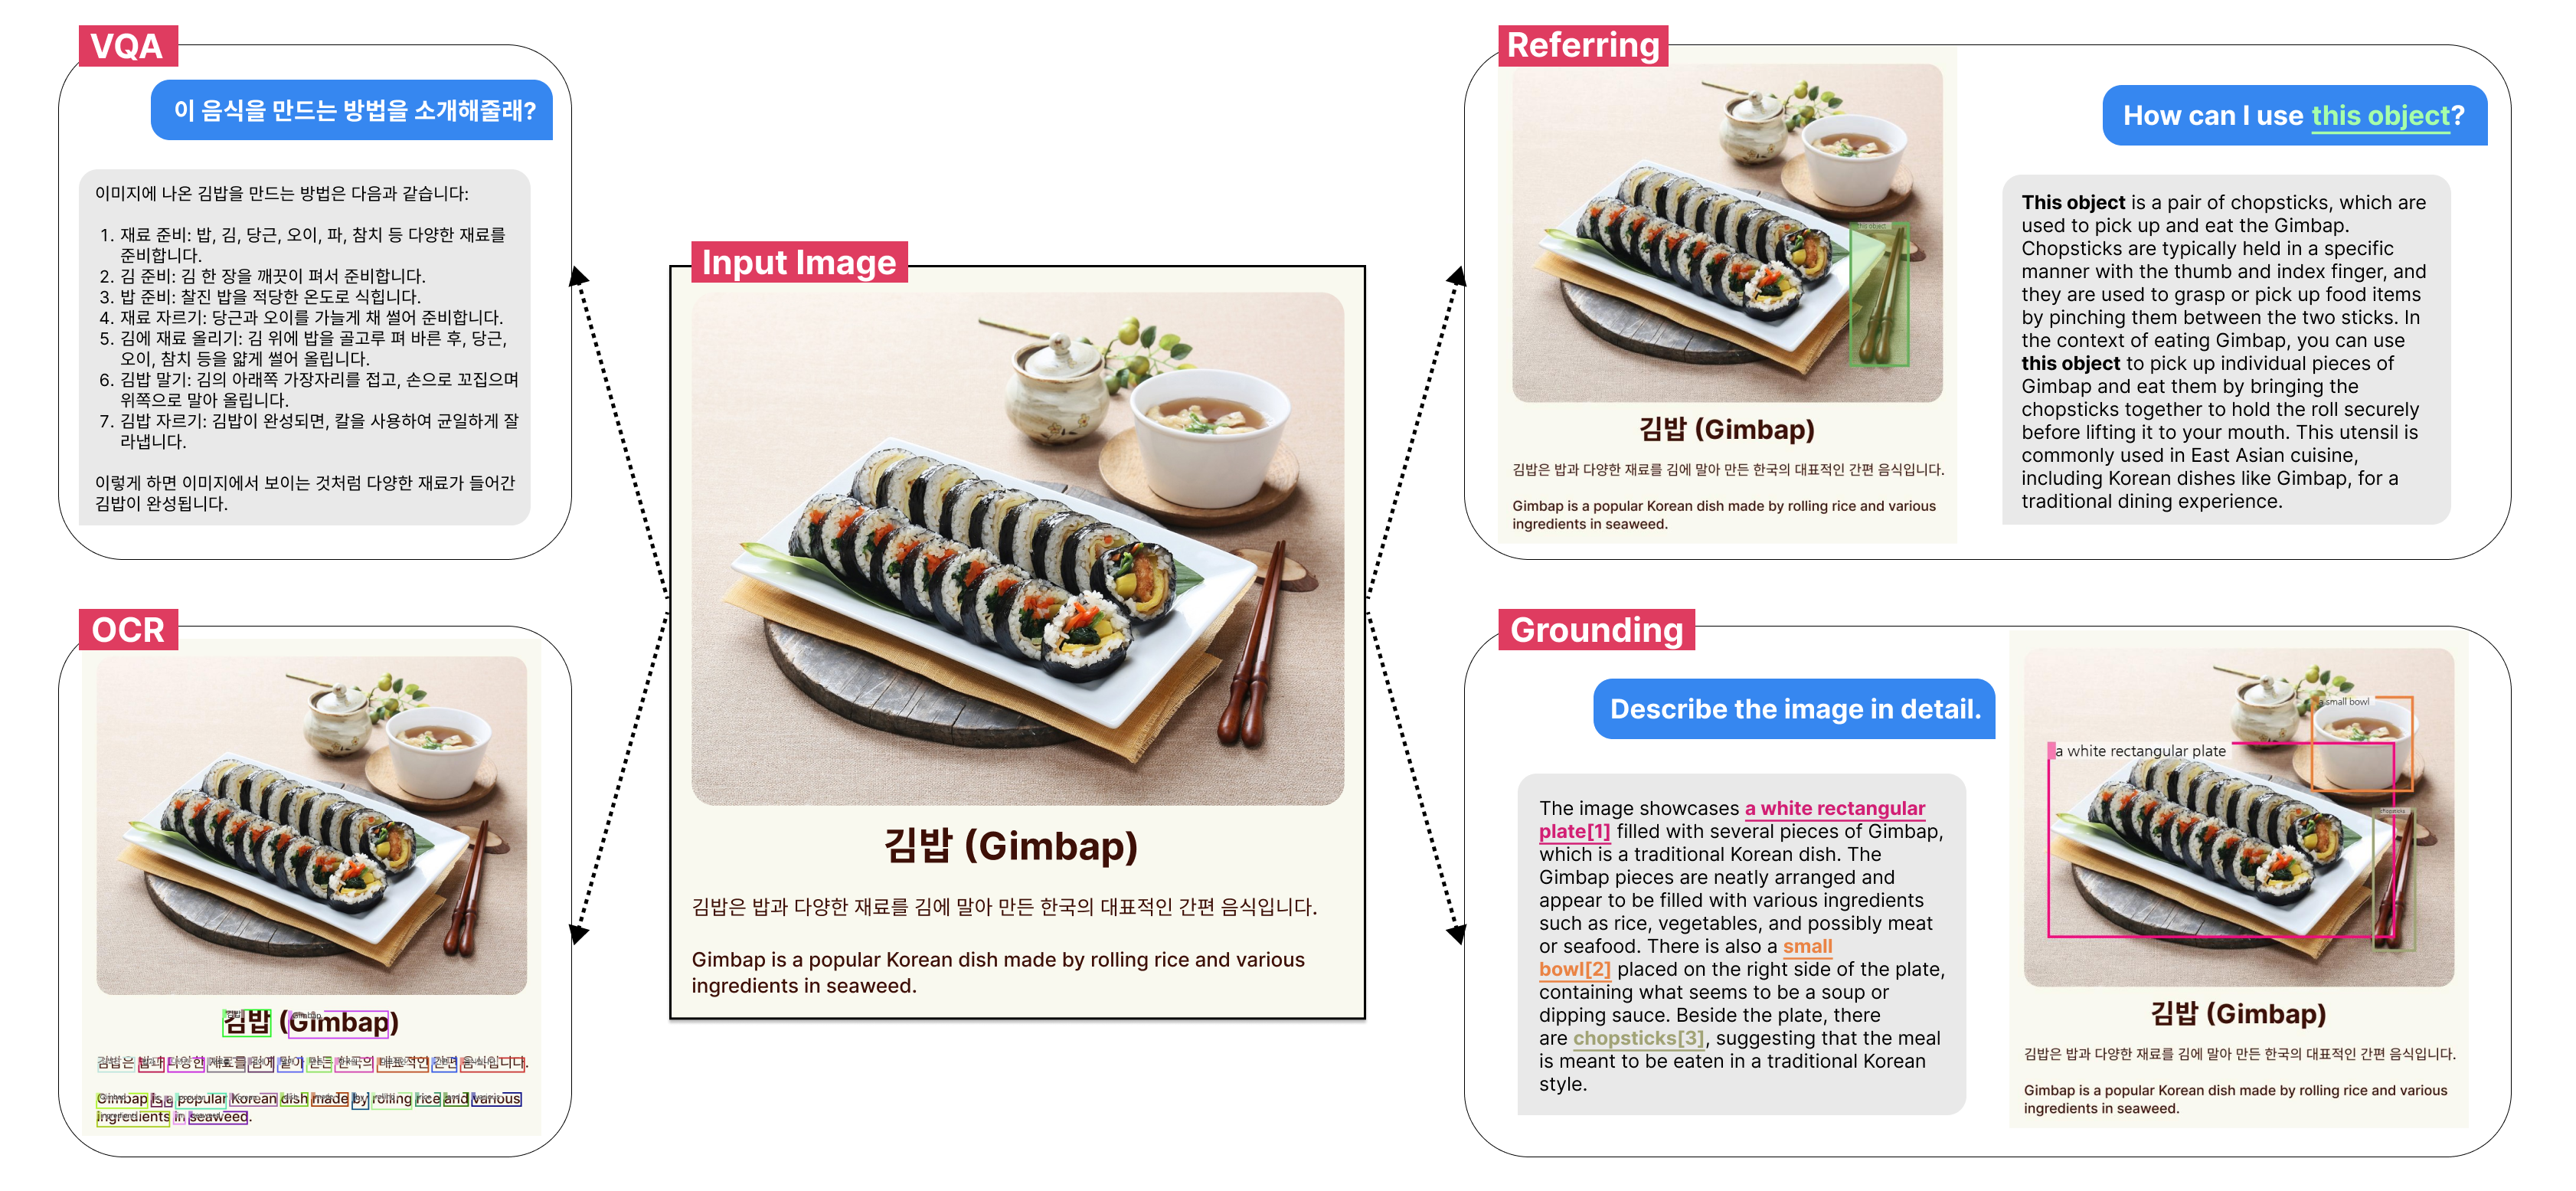 VQA
이 음식을 만드는 방법을 소개해줄래?
이미지에 나온 김밥을 만드는 방법은 다음과 같습니다:
1. 재료 준비: 밥, 김, 당근, 오이, 파, 참치 등 다양한 재료를
준비합니다.
2. 김 준비: 김 한 장을 깨끗이 펴서 준비합니다.
3. 밥 준비: 찰진 밥을 적당한 온도로 식힙니다.
4. 재료 자르기: 당근과 오이를 가늘게 채 썰어 준비합니다.
5. 김에 재료 올리기: 김 위에 밥을 골고루 펴 바른 후, 당근,
오이, 참치 등을 얇게 썰어 올립니다.
6. 김밥 말기: 김의 아래쪽 가장자리를 접고, 손으로 꼬집으며
위쪽으로 말아 올립니다.
7. 김밥 자르기: 김밥이 완성되면, 칼을 사용하여 균일하게 잘
라냅니다.
이렇게 하면 이미지에서 보이는 것처럼 다양한 재료가 들어간
김밥이 완성됩니다.
OCR
김밥 (Gimbap)
김밥은 밥과 다양한 재료를 김에 말아 만든 한국의 대표적인 간편 음식입니다.
Gimbap is a popular Korean dish made by rolling rice and various
ingredients in seaweed.
Input Image
김밥 (Gimbap)
김밥은 밥과 다양한 재료를 김에 말아 만든 한국의 대표적인 간편 음식입니다.
Gimbap is a popular Korean dish made by rolling rice and various
ingredients in seaweed.
Referring
this object
김밥 (Gimbap)
김밥은 밥과 다양한 재료를 김에 말아 만든 한국의 대표적인 간편 음식입니다.
Gimbap is a popular Korean dish made by rolling rice and various
ingredients in seaweed.
How can I use this object?
This object is a pair of chopsticks, which are
used to pick up and eat the Gimbap.
Chopsticks are typically held in a specific
manner with the thumb and index finger, and
they are used to grasp or pick up food items
by pinching them between the two sticks. In
the context of eating Gimbap, you can use
this object to pick up individual pieces of
Gimbap and eat them by bringing the
chopsticks together to hold the roll securely
before lifting it to your mouth. This utensil is
commonly used in East Asian cuisine,
including Korean dishes like Gimbap, for a
traditional dining experience.
Grounding
Describe the image in detail.
The image showcases a white rectangular
plate[1] filled with several pieces of Gimbap,
which is a traditional Korean dish. The
Gimbap pieces are neatly arranged and
appear to be filled with various ingredients
such as rice, vegetables, and possibly meat
or seafood. There is also a small
bowl[2] placed on the right side of the plate,
containing what seems to be a soup or
dipping sauce. Beside the plate, there
are chopsticks[3], suggesting that the meal
is meant to be eaten in a traditional Korean
style.
a small bowl
a white rectangular plate
chopsticks
김밥 (Gimbap)
김밥은 밥과 다양한 재료를 김에 말아 만든 한국의 대표적인 간편 음식입니다.
Gimbap is a popular Korean dish made by rolling rice and various
ingredients in seaweed.